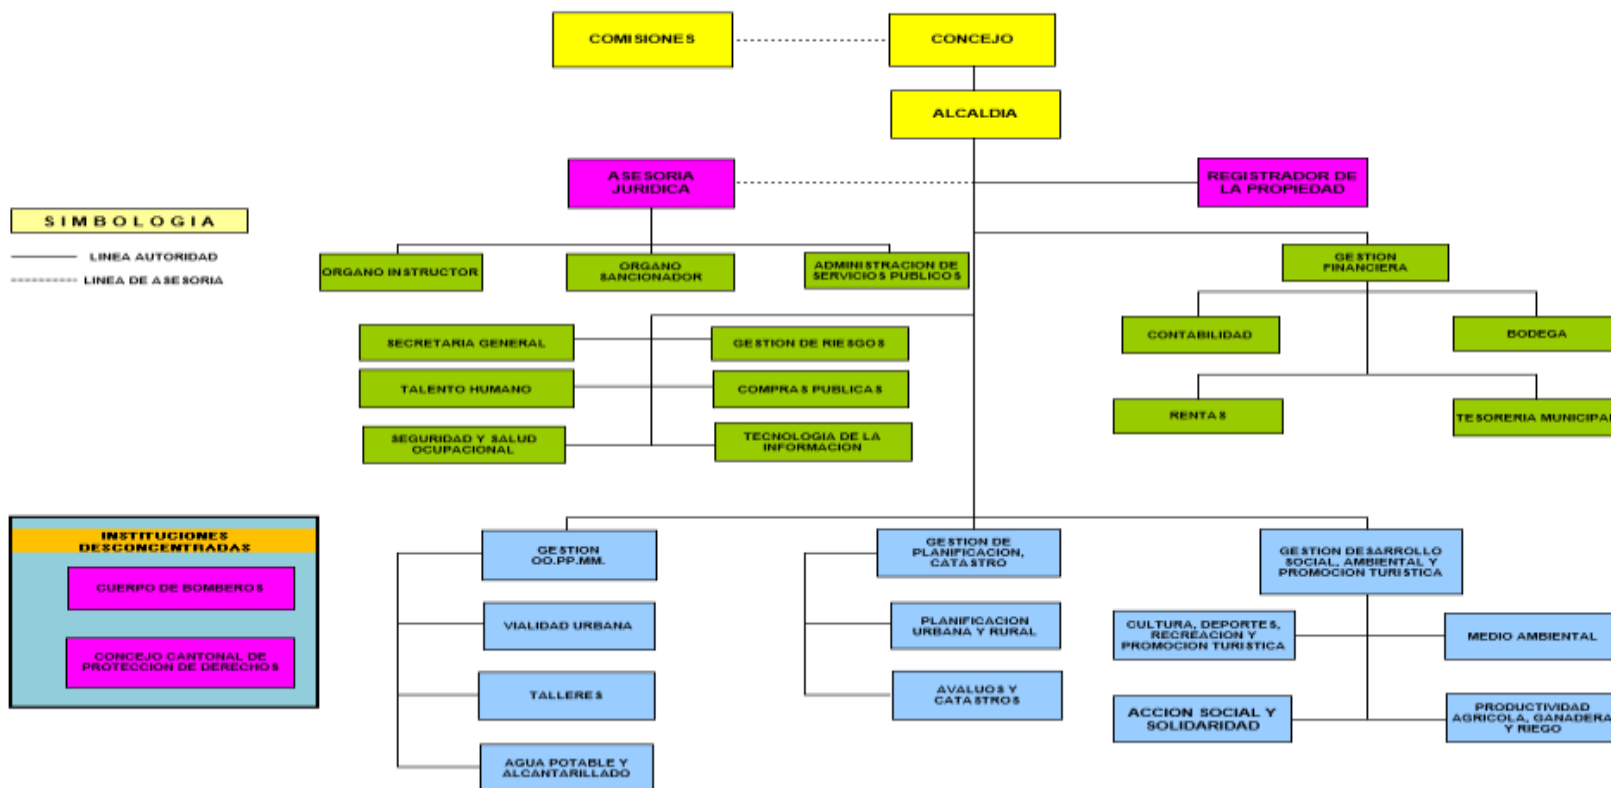 COMISIONES
CONCEJO
ALCALDIA
ASESORIA
JURIDICA
REGISTRADOR DE
LA PROPIEDAD
SIMBOLOGIA
LINEA AUTORIDAD
LINEA DE ASESORIA
ORGANO INSTRUCTOR
ORGANO
SANCIONADOR
ADMINISTRACION DE
SERVICIOS PUBLICOS
GESTION
FINANCIERA
SECRETARIA GENERAL
GESTION DE RIESGOS
CONTABILIDAD
BODEGA
TALENTO HUMANO
COMPRAS PUBLICAS
RENTAS
TESORERIA MUNICIPAL
SEGURIDAD Y SALUD
OCUPACIONAL
TECNOLOGIA DE LA
INFORMACION
INSTITUCIONES
DESCONCENTRADAS
CUERPO DE BOMBEROS
CONCEJO CANTONAL DE
PROTECCION DE DERECHOS
GESTION
OO.PP.MM.
VIALIDAD URBANA
TALLERES
AGUA POTABLE Y
ALCANTARILLADO
GESTION DE
PLANIFICACION,
CATASTRO
PLANIFICACION
URBANA Y RURAL
AVALUOS Y
CATASTROS
GESTION DESARROLLO
SOCIAL, AMBIENTAL Y
PROMOCION TURISTICA
CULTURA, DEPORTES,
RECREACION Y
PROMOCION TURISTICA
MEDIO AMBIENTAL
ACCION SOCIAL Y
SOLIDARIDAD
PRODUCTIVIDAD
AGRICOLA, GANADERA
Y RIEGO